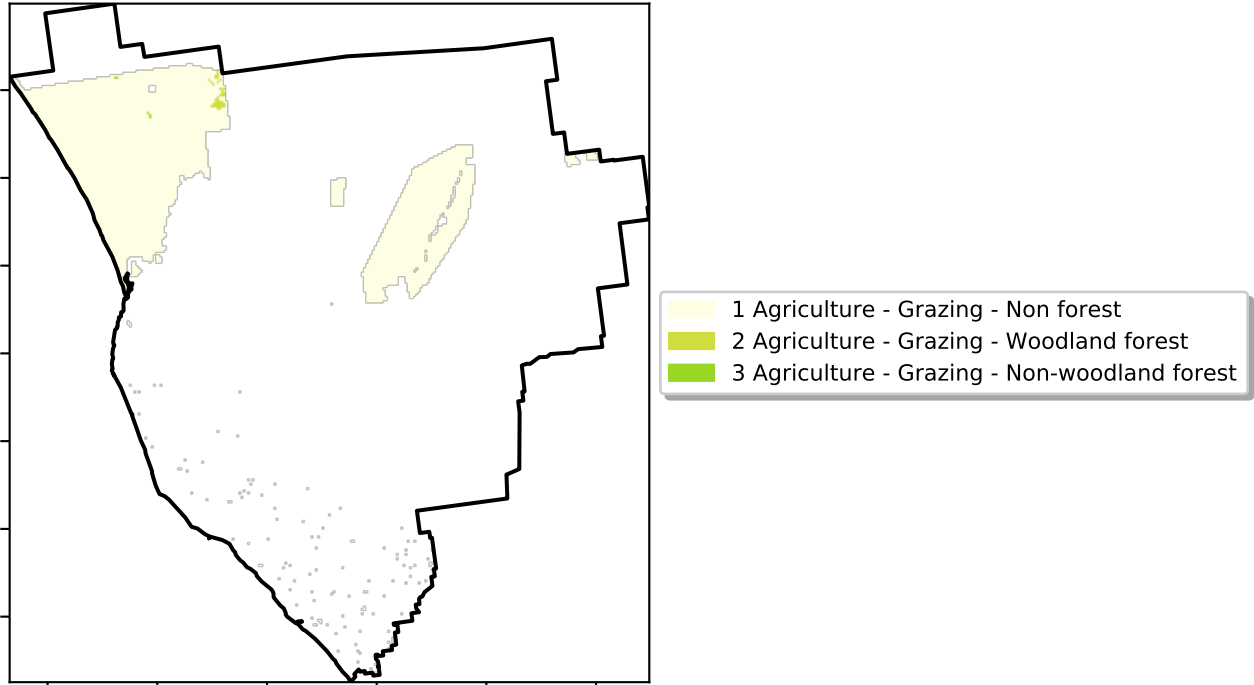 1 Agriculture - Grazing - Non forest
2 Agriculture - Grazing - Woodland forest
3 Agriculture - Grazing - Non-woodland forest